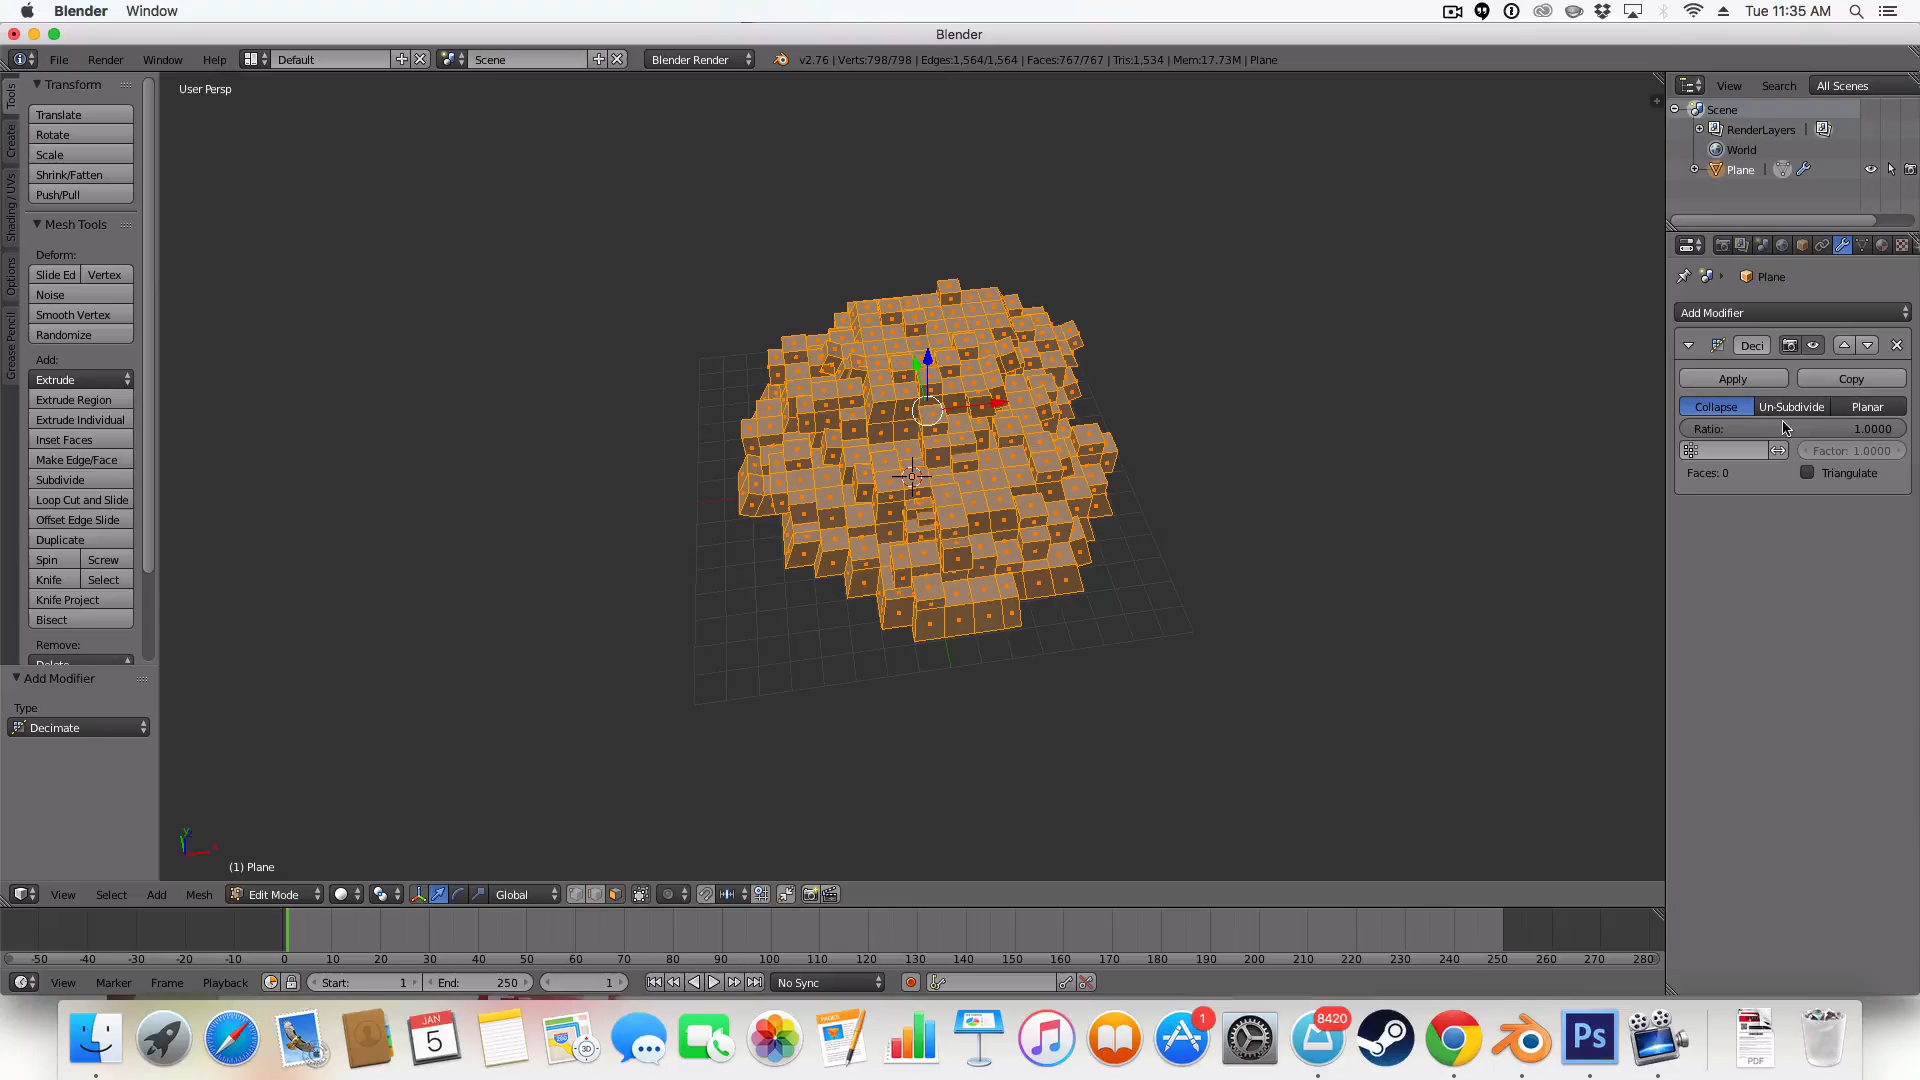 Blender Window Tue 11:35 AM
Blender
File Render Window Help Default Scene Blender Render v2.76 | Verts:798/798 | Edges:1,564/1,564 | Faces:767/767 | Tris:1,534 | Mem:17.73M | Plane
Tools
Create
Shading / UVs
Options
Grease Pencil
Transform
Translate
Rotate
Scale
Shrink/Fatten
Push/Pull
Mesh Tools
Deform:
Slide Ed Vertex
Noise
Smooth Vertex
Randomize
Add:
Extrude
Extrude Region
Extrude Individual
Inset Faces
Make Edge/Face
Subdivide
Loop Cut and Slide
Offset Edge Slide
Duplicate
Spin Screw
Knife Select
Knife Project
Bisect
Remove:
Delete
Add Modifier
Type
Decimate
User Persp
(1) Plane
View Search All Scenes
Scene
RenderLayers
World
Plane
Plane
Add Modifier
Deci
Apply Copy
Collapse Un-Subdivide Planar
Ratio: 1.0000
Factor: 1.0000
Faces: 0 Triangulate
View Select Add Mesh Edit Mode Global
-50 -40 -30 -20 -10 0 10 20 30 40 50 60 70 80 90 100 110 120 130 140 150 160 170 180 190 200 210 220 230 240 250 260 270 280
View Marker Frame Playback Start: 1 End: 250 1 No Sync
JAN
5
PAGES
3D
1
8420
Ps
PDF